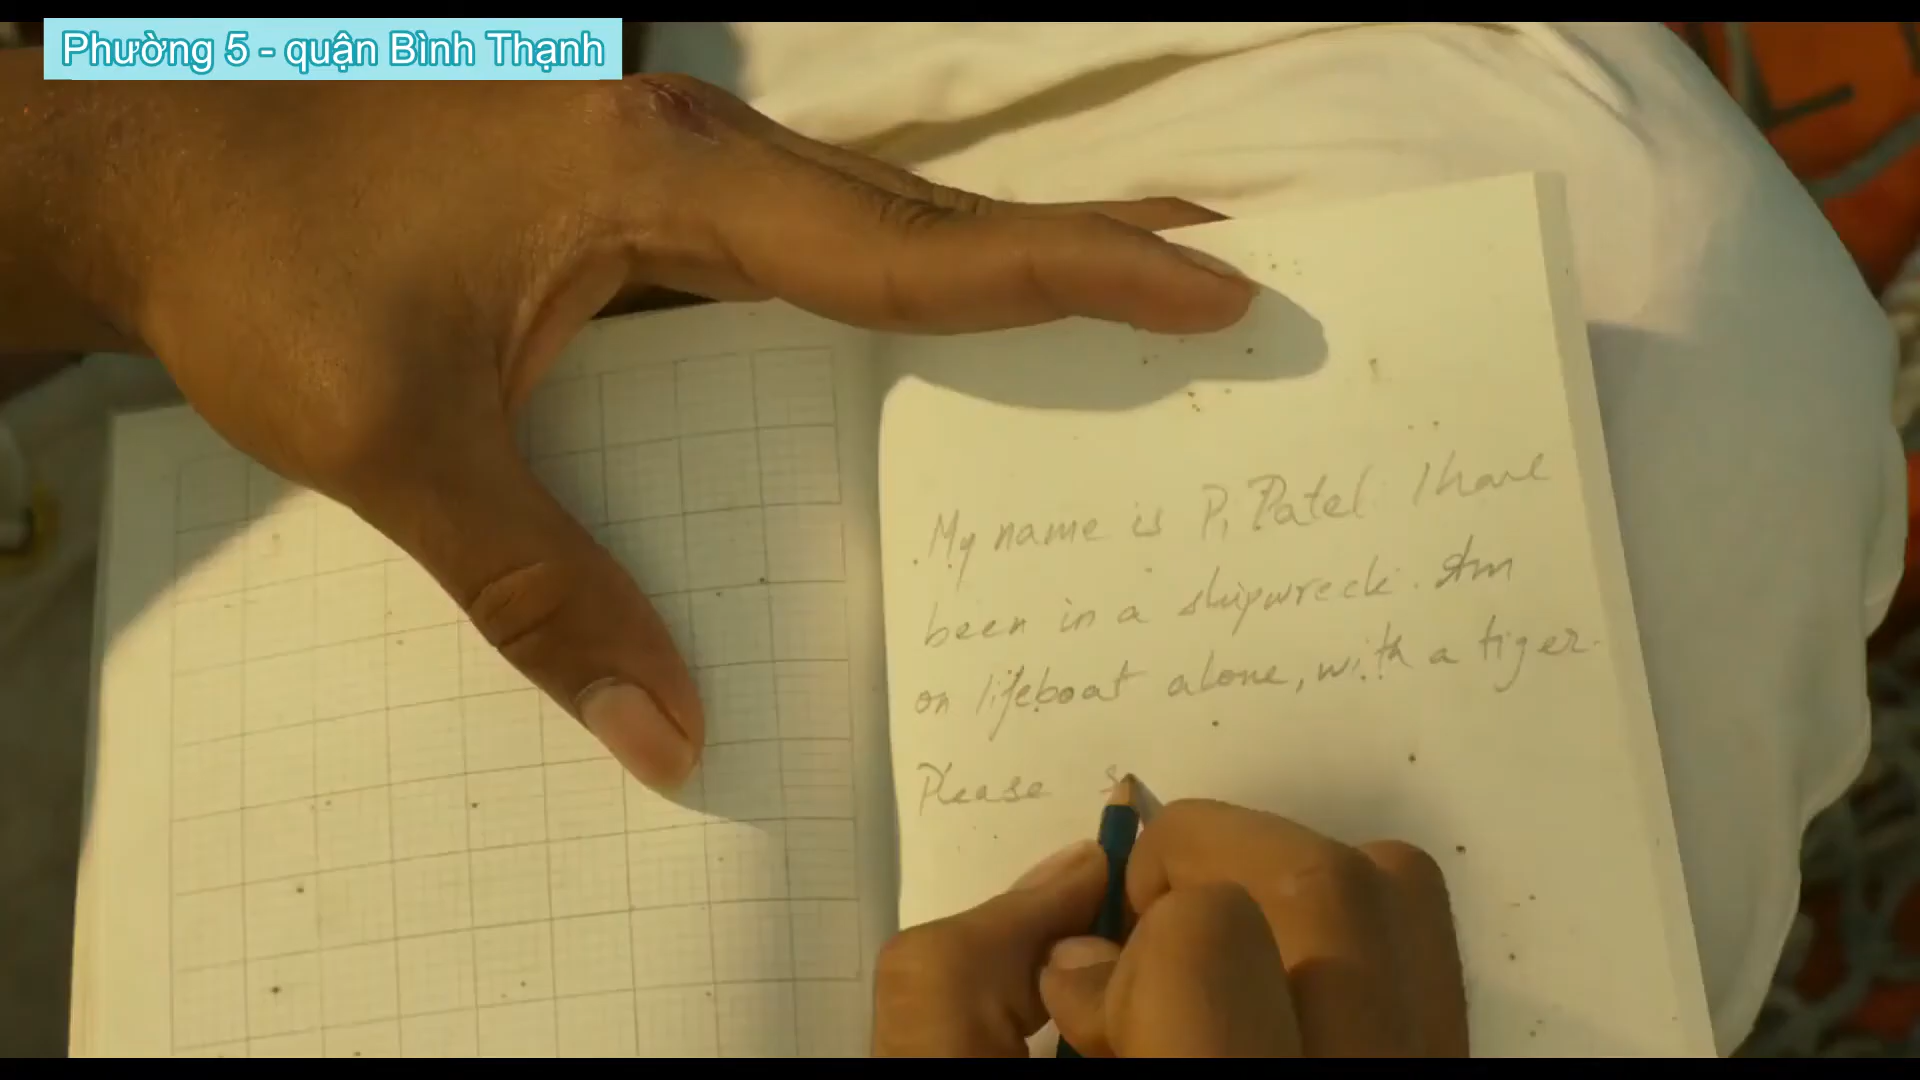 Phường 5 - quận Bình Thạnh
My name is Pi Patel I have
been in a shipwreck. Am
on lifeboat alone, with a tiger.
Please s